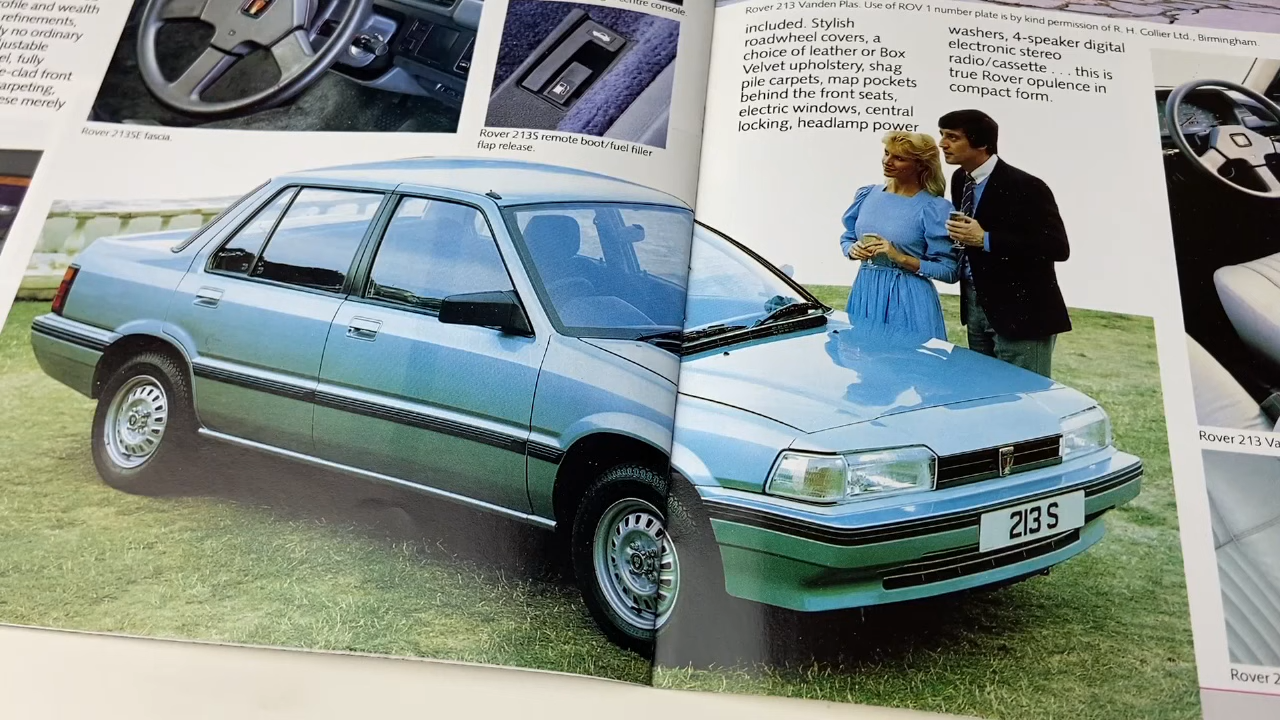 rofile and wealth
refinements,
y no ordinary
justable
el, fully
e-clad front
arpeting,
ese merely
Rover 213SE fascia.
centre console.
Rover 213S remote boot/fuel filler
flap release.
Rover 213 Vanden Plas. Use of ROV 1 number plate is by kind permission of R. H. Collier Ltd., Birmingham.
included. Stylish
roadwheel covers, a
choice of leather or Box
Velvet upholstery, shag
pile carpets, map pockets
behind the front seats,
electric windows, central
locking, headlamp power
washers, 4-speaker digital
electronic stereo
radio/cassette . . . this is
true Rover opulence in
compact form.
213 S
Rover 213 Va
Rover 2